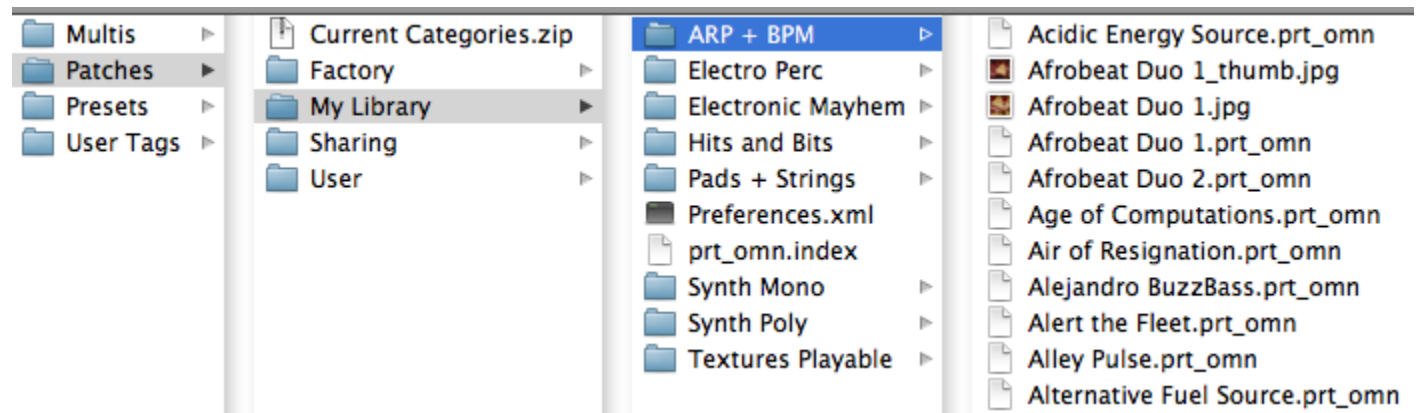 Multis
Patches
Presets
User Tags
Current Categories.zip
Factory
My Library
Sharing
User
ARP + BPM
Electro Perc
Electronic Mayhem
Hits and Bits
Pads + Strings
Preferences.xml
prt_omn.index
Synth Mono
Synth Poly
Textures Playable
Acidic Energy Source.prt_omn
Afrobeat Duo 1_thumb.jpg
Afrobeat Duo 1.jpg
Afrobeat Duo 1.prt_omn
Afrobeat Duo 2.prt_omn
Age of Computations.prt_omn
Air of Resignation.prt_omn
Alejandro BuzzBass.prt_omn
Alert the Fleet.prt_omn
Alley Pulse.prt_omn
Alternative Fuel Source.prt_omn